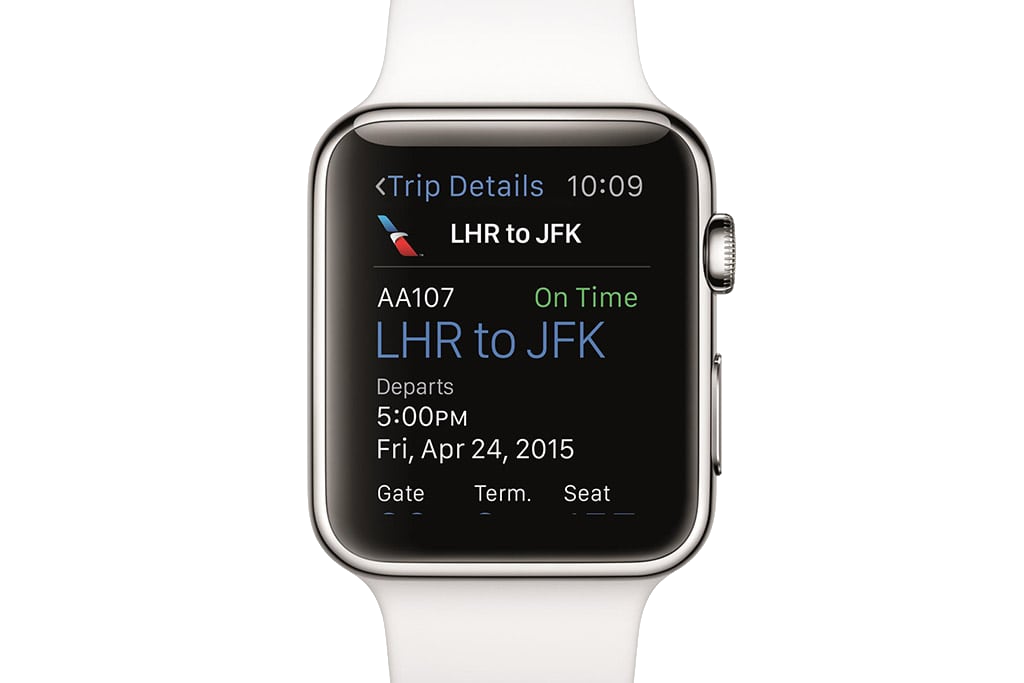 <Trip Details 10:09
LHR to JFK
AA107 On Time
LHR to JFK
Departs
5:00PM
Fri, Apr 24, 2015
Gate Term. Seat